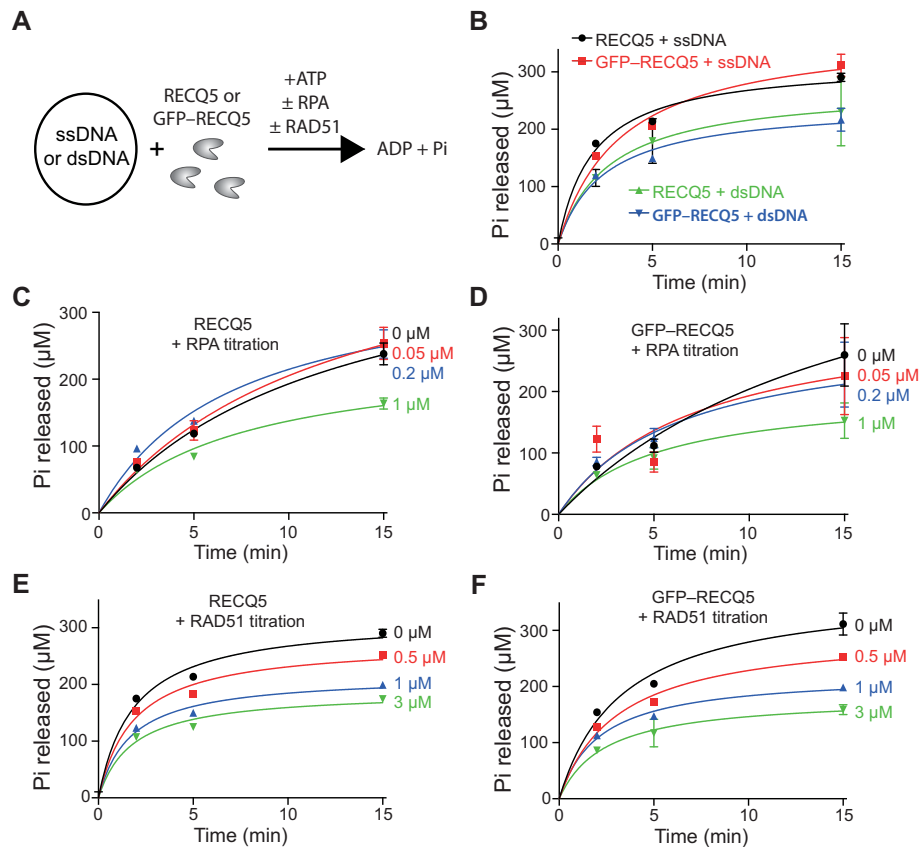 A
ssDNA
or dsDNA
+
RECQ5 or
GFP–RECQ5
+ATP
± RPA
± RAD51
ADP + Pi
B
RECQ5 + ssDNA
GFP–RECQ5 + ssDNA
RECQ5 + dsDNA
GFP–RECQ5 + dsDNA
Pi released (µM)
300
200
100
0
0 5 10 15
Time (min)
C
RECQ5
+ RPA titration
0 µM
0.05 µM
0.2 µM
1 µM
Pi released (µM)
300
200
100
0
0 5 10 15
Time (min)
D
GFP–RECQ5
+ RPA titration
0 µM
0.05 µM
0.2 µM
1 µM
Pi released (µM)
300
200
100
0
0 5 10 15
Time (min)
E
RECQ5
+ RAD51 titration
0 µM
0.5 µM
1 µM
3 µM
Pi released (µM)
300
200
100
0
0 5 10 15
Time (min)
F
GFP–RECQ5
+ RAD51 titration
0 µM
0.5 µM
1 µM
3 µM
Pi released (µM)
300
200
100
0
0 5 10 15
Time (min)